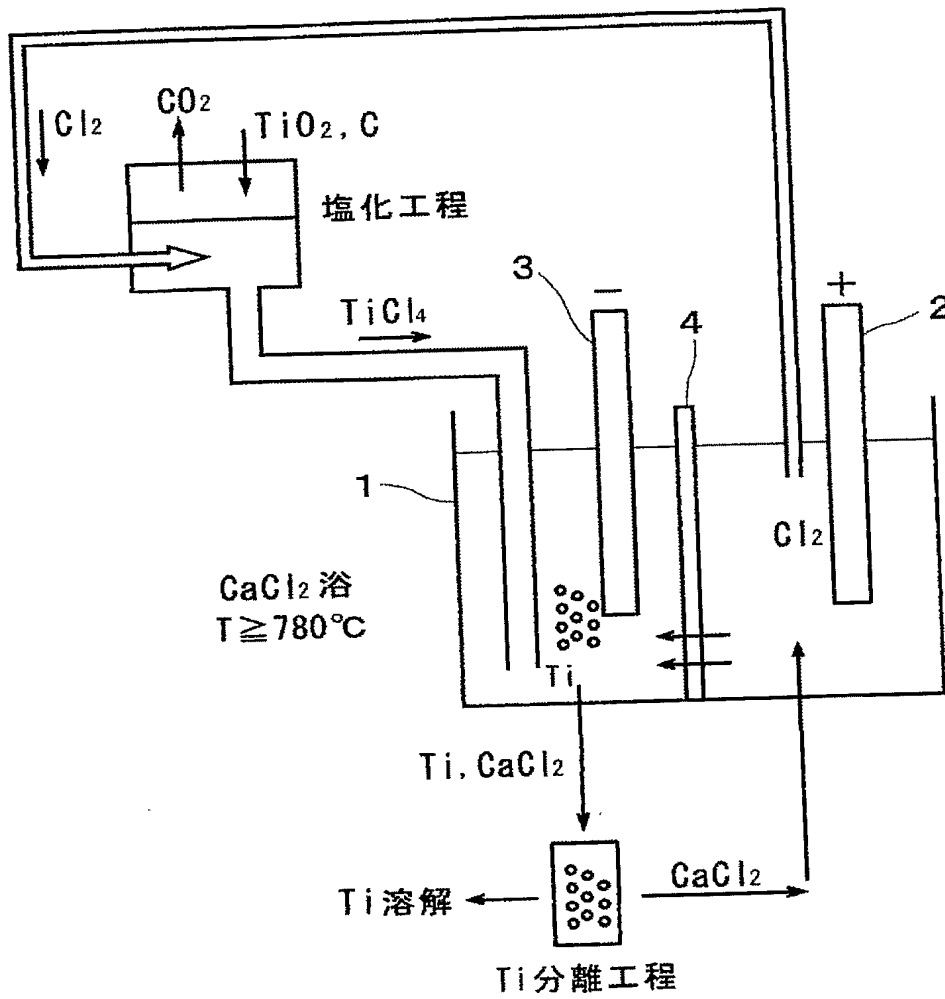 CO₂
Cl₂
TiO₂, C
塩化工程
TiCl₄
3
−
4
+
2
1
Cl₂
CaCl₂浴
T≧780℃
Ti
Ti, CaCl₂
CaCl₂
Ti溶解
Ti分離工程